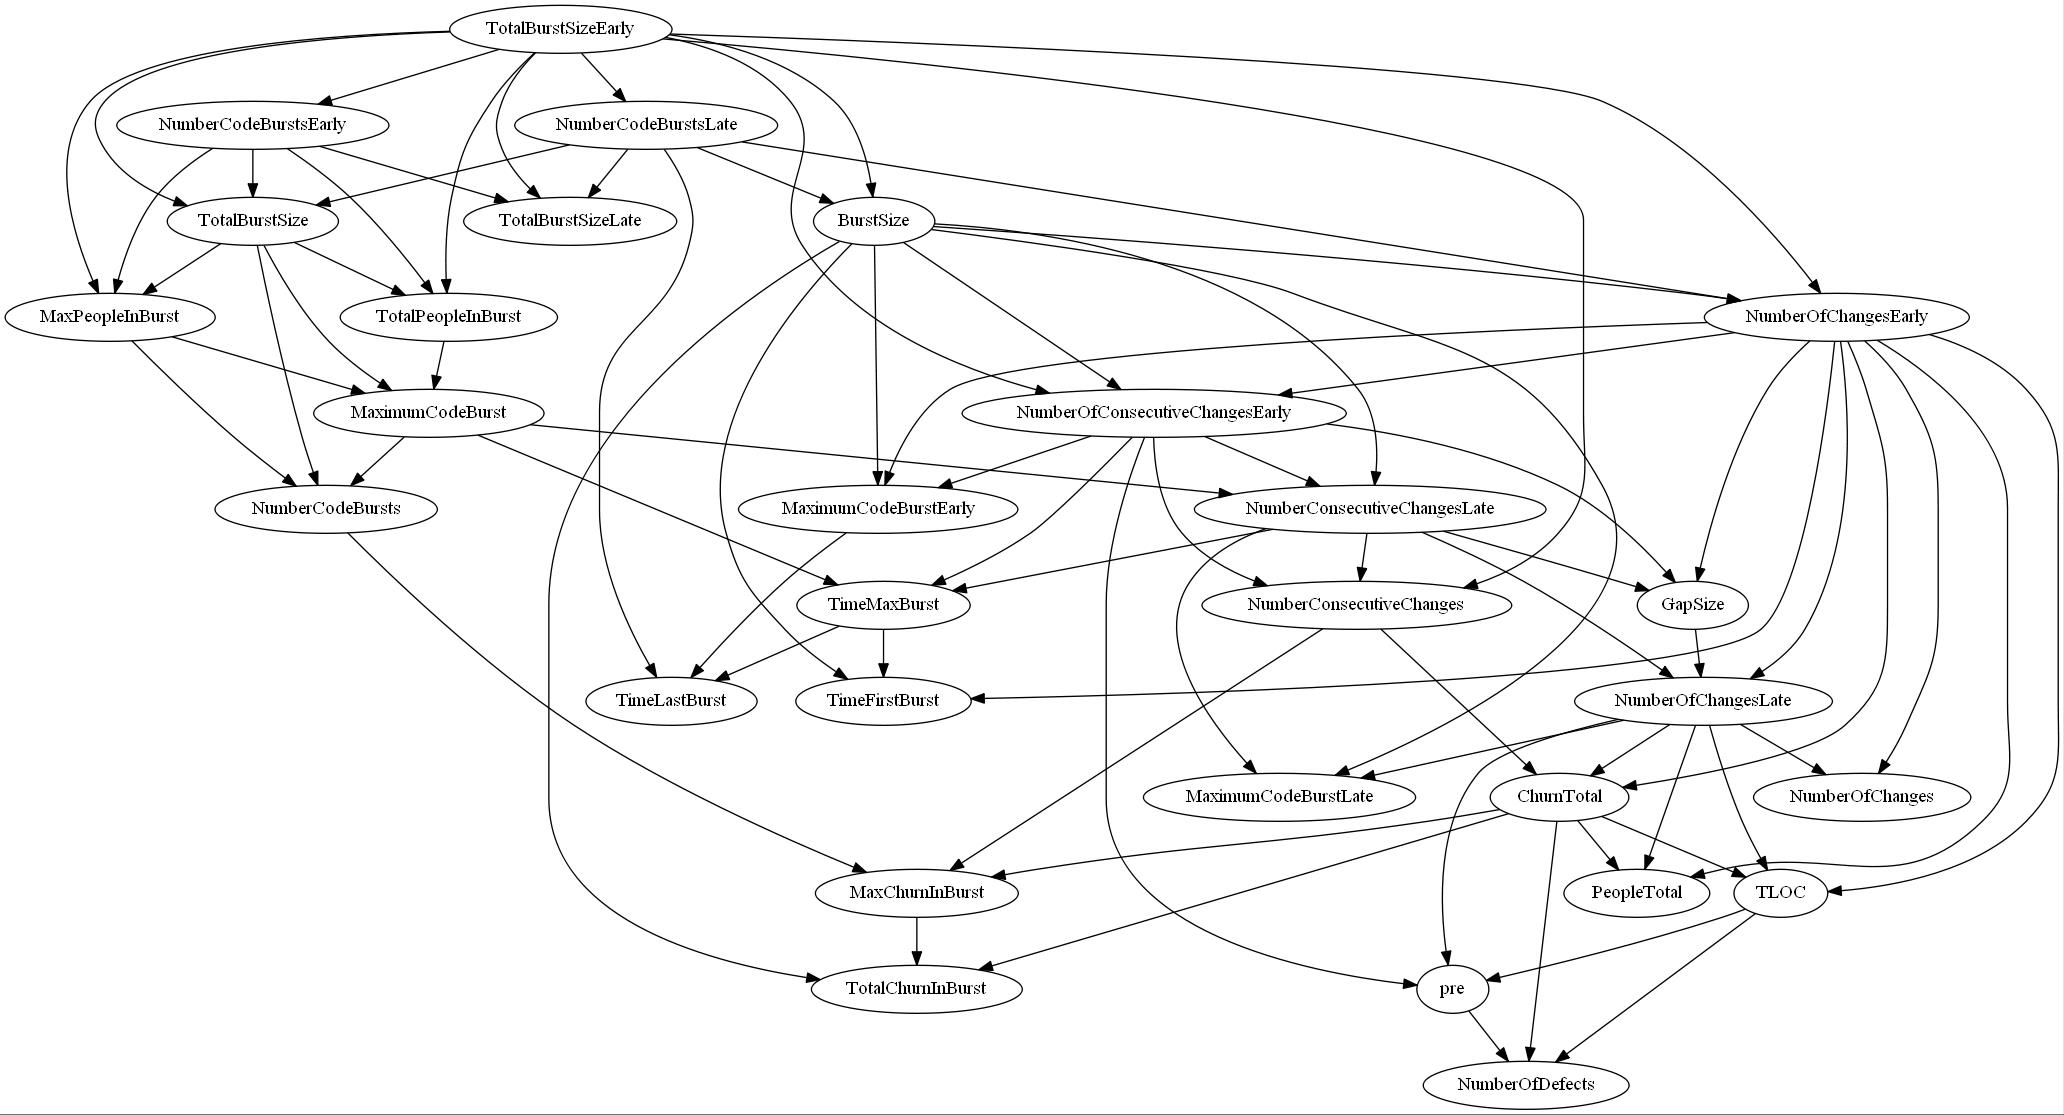 TotalBurstSizeEarly
NumberCodeBurstsEarly
NumberCodeBurstsLate
TotalBurstSize
TotalBurstSizeLate
BurstSize
MaxPeopleInBurst
TotalPeopleInBurst
NumberOfChangesEarly
MaximumCodeBurst
NumberOfConsecutiveChangesEarly
NumberCodeBursts
MaximumCodeBurstEarly
NumberConsecutiveChangesLate
TimeMaxBurst
NumberConsecutiveChanges
GapSize
TimeLastBurst
TimeFirstBurst
NumberOfChangesLate
MaximumCodeBurstLate
ChurnTotal
NumberOfChanges
MaxChurnInBurst
PeopleTotal
TLOC
TotalChurnInBurst
pre
NumberOfDefects